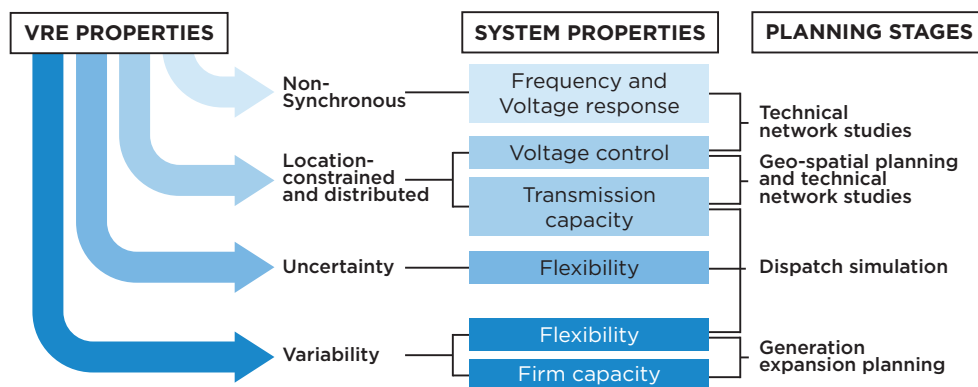 VRE PROPERTIES
SYSTEM PROPERTIES
PLANNING STAGES
Non-
Synchronous
Frequency and
Voltage response
Technical
network studies
Location-
constrained
and distributed
Voltage control
Transmission
capacity
Geo-spatial planning
and technical
network studies
Uncertainty
Flexibility
Dispatch simulation
Variability
Flexibility
Firm capacity
Generation
expansion planning